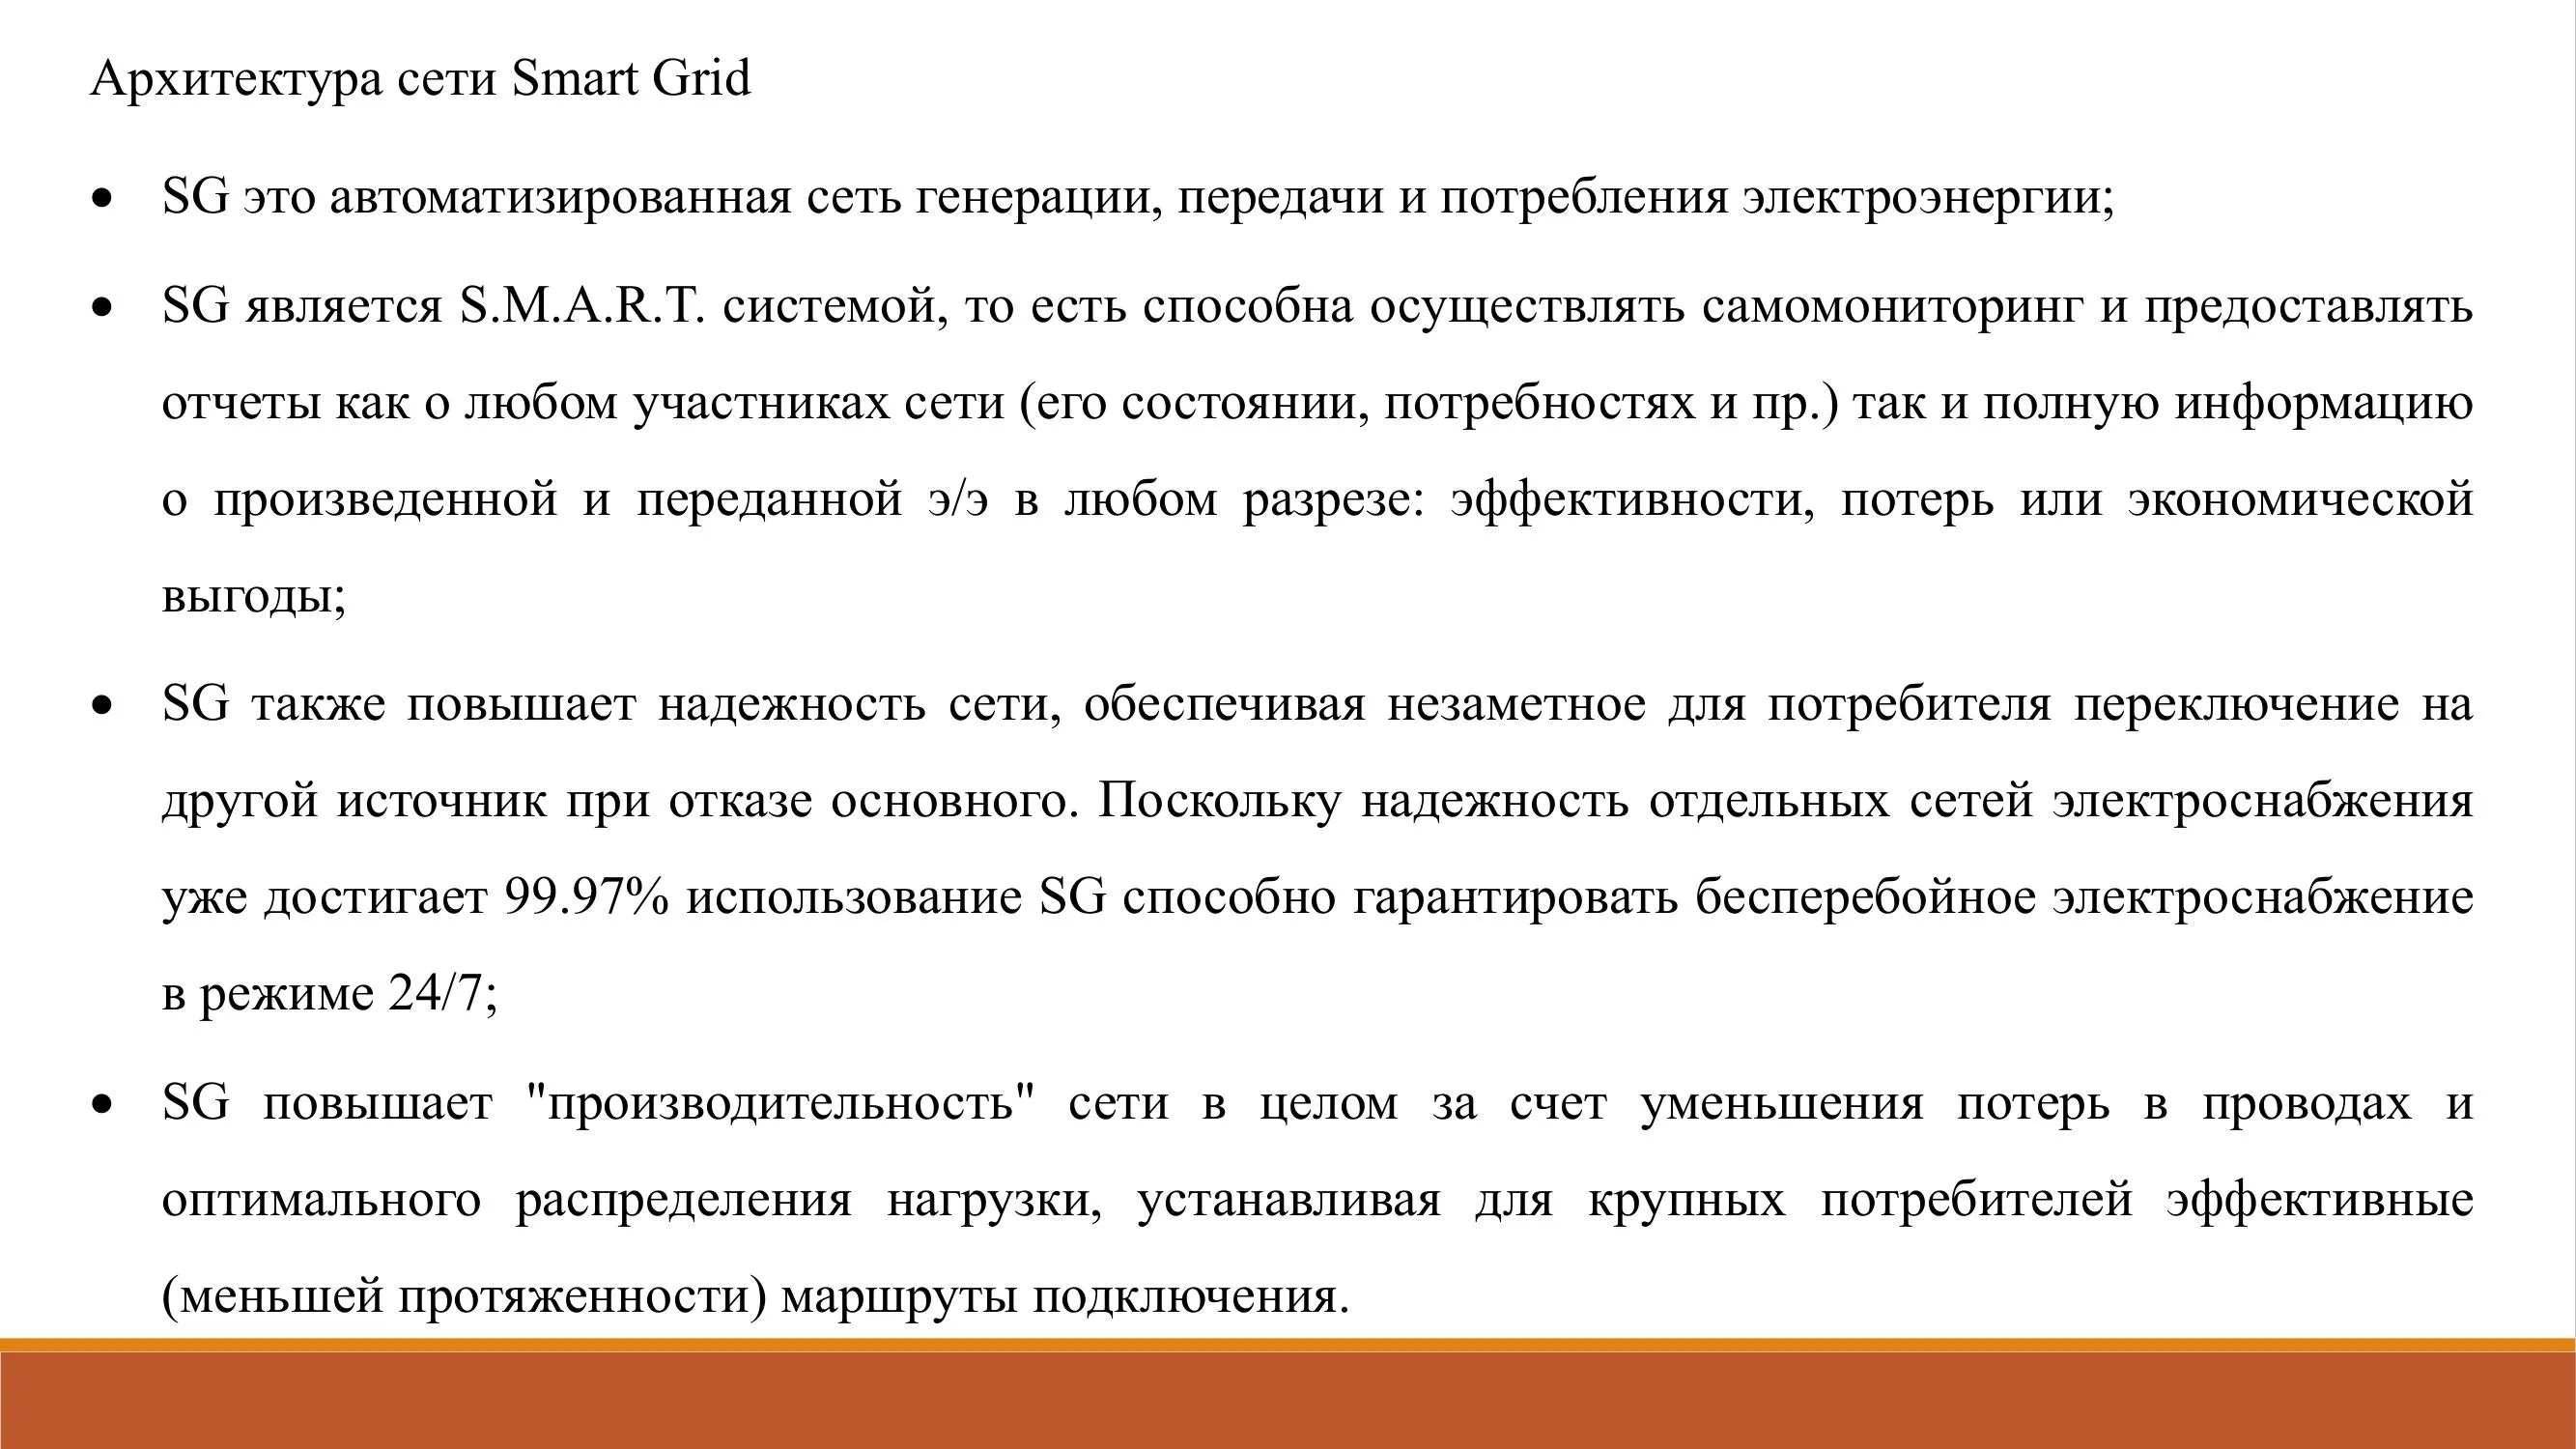 Архитектура сети Smart Grid
• SG это автоматизированная сеть генерации, передачи и потребления электроэнергии;
• SG является S.M.A.R.T. системой, то есть способна осуществлять самомониторинг и предоставлять
отчеты как о любом участниках сети (его состоянии, потребностях и пр.) так и полную информацию
о произведенной и переданной э/э в любом разрезе: эффективности, потерь или экономической
выгоды;
• SG также повышает надежность сети, обеспечивая незаметное для потребителя переключение на
другой источник при отказе основного. Поскольку надежность отдельных сетей электроснабжения
уже достигает 99.97% использование SG способно гарантировать бесперебойное электроснабжение
в режиме 24/7;
• SG повышает "производительность" сети в целом за счет уменьшения потерь в проводах и
оптимального распределения нагрузки, устанавливая для крупных потребителей эффективные
(меньшей протяженности) маршруты подключения.